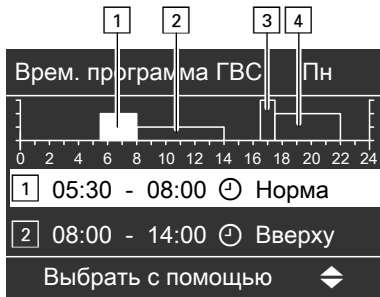 1 2 3 4
Врем. программа ГВС Пн
0 2 4 6 8 10 12 14 16 18 20 22 24
1 05:30 - 08:00 Норма
2 08:00 - 14:00 Вверху
Выбрать с помощью